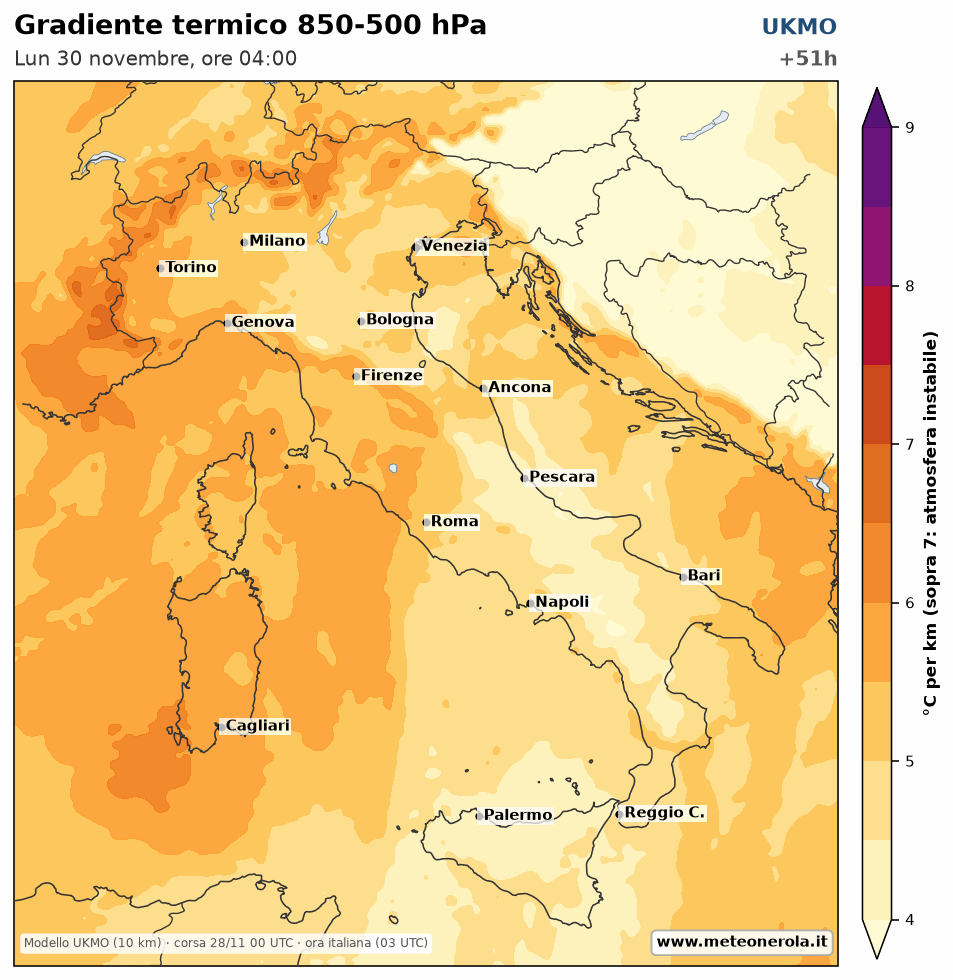 Gradiente termico 850-500 hPa
UKMO
Lun 30 novembre, ore 04:00
+51h
Milano
Venezia
Torino
Genova
Bologna
Firenze
Ancona
Pescara
Roma
Bari
Napoli
Cagliari
Palermo
Reggio C.
Modello UKMO (10 km) · corsa 28/11 00 UTC · ora italiana (03 UTC)
www.meteonerola.it
9
8
7
6
5
4
°C per km (sopra 7: atmosfera instabile)